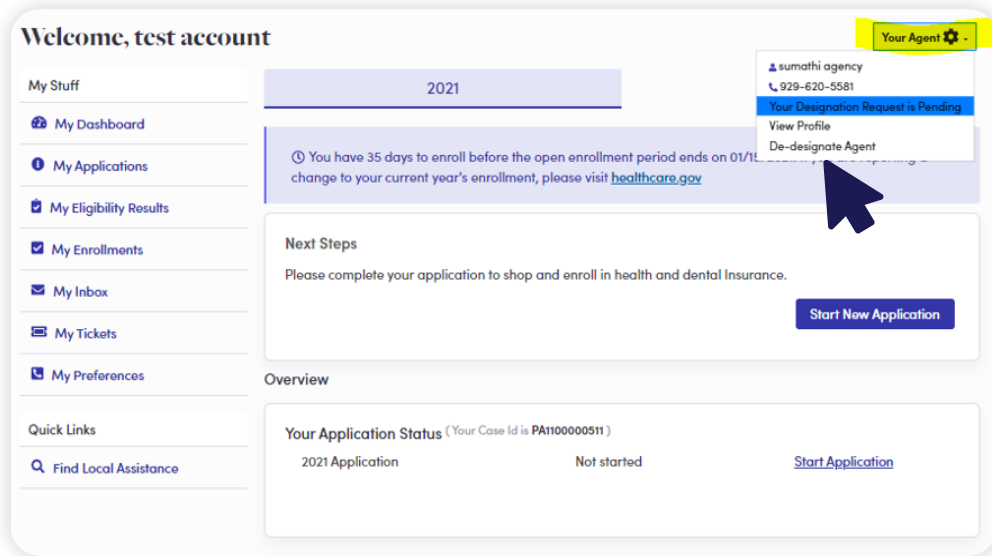 Welcome, test account
Your Agent
sumathi agency
929-620-5581
Your Designation Request is Pending
View Profile
De-designate Agent
My Stuff
My Dashboard
My Applications
My Eligibility Results
My Enrollments
My Inbox
My Tickets
My Preferences
Quick Links
Find Local Assistance
2021
You have 35 days to enroll before the open enrollment period ends on 01/15
change to your current year's enrollment, please visit healthcare.gov
Next Steps
Please complete your application to shop and enroll in health and dental Insurance.
Start New Application
Overview
Your Application Status (Your Case Id is PA1100000511)
2021 Application Not started Start Application